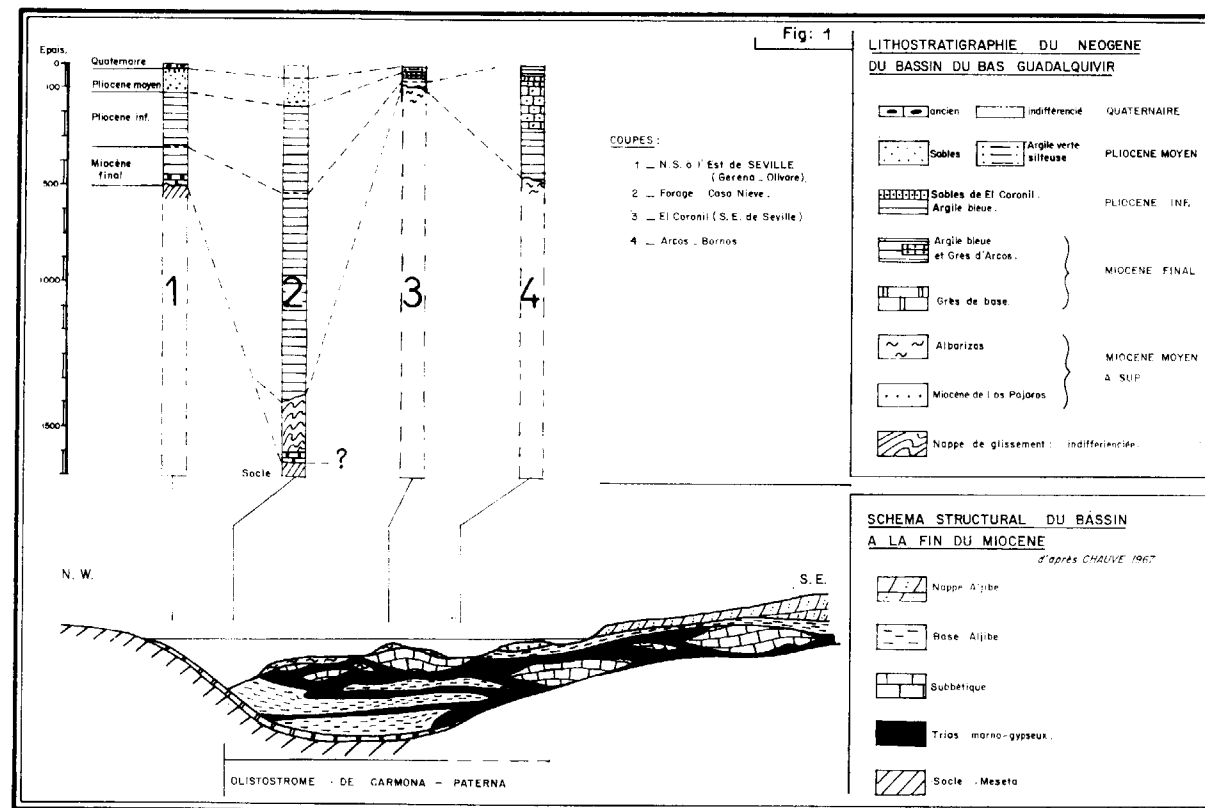 Fig: 1
Epais.
0
100
500
1000
1500
Quaternaire
Pliocene moyen
Pliocene inf.
Miocène
final
1
2
3
4
Socle
?
COUPES :
1 _ N.S. à l'Est de SEVILLE
(Gerena _ Olivare).
2 _ Forage Casa Nieve .
3 _ El Coronil (S.E. de Seville)
4 _ Arcos _ Bornos
LITHOSTRATIGRAPHIE DU NEOGENE
DU BASSIN DU BAS GUADALQUIVIR
ancien
indifférencié
QUATERNAIRE
Sables
Argile verte
silteuse
PLIOCENE MOYEN
Sables de El Coronil .
Argile bleue.
PLIOCENE INF.
Argile bleue
et Grès d'Arcos .
Grès de base.
MIOCENE FINAL
Albarizas
Miocène de Los Pajaros
MIOCENE MOYEN
A SUP
Nappe de glissement : indifférienciée.
SCHEMA STRUCTURAL DU BASSIN
A LA FIN DU MIOCENE
d'après CHAUVE 1967
Nappe Aljibe
Base Aljibe
Subbétique
Trias marno-gypseux .
Socle - Meseta
N. W.
S. E.
OLISTOSTROME - DE CARMONA - PATERNA